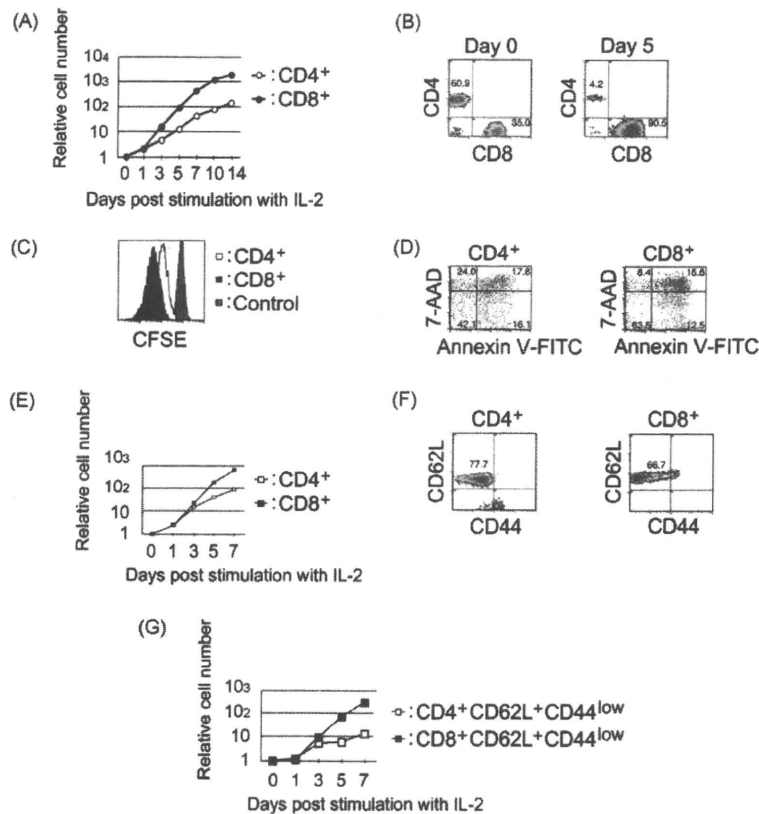 (A)
Relative cell number
10⁴
10³
10²
10
1
0 1 3 5 7 10 14
Days post stimulation with IL-2
: CD4⁺
: CD8⁺
(B)
Day 0
Day 5
CD4
60.9
35.0
CD8
CD4
4.2
90.5
CD8
(C)
CFSE
: CD4⁺
: CD8⁺
: Control
(D)
CD4⁺
CD8⁺
7-AAD
24.0
17.8
16.1
Annexin V-FITC
7-AAD
8.4
15.6
63.5
12.5
Annexin V-FITC
(E)
Relative cell number
10³
10²
10
1
0 1 3 5 7
Days post stimulation with IL-2
: CD4⁺
: CD8⁺
(F)
CD4⁺
CD8⁺
CD62L
77.7
CD44
CD62L
66.7
CD44
(G)
Relative cell number
10³
10²
10
1
0 1 3 5 7
Days post stimulation with IL-2
: CD4⁺CD62L⁺CD44ˡᵒʷ
: CD8⁺CD62L⁺CD44ˡᵒʷ